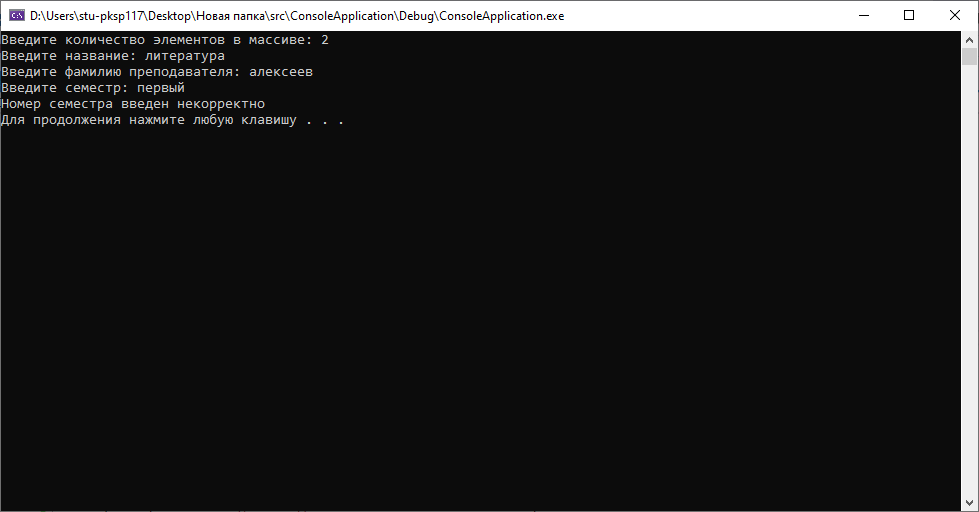 D:\Users\stu-pksp117\Desktop\Новая папка\src\ConsoleApplication\Debug\ConsoleApplication.exe
Введите количество элементов в массиве: 2
Введите название: литература
Введите фамилию преподавателя: алексеев
Введите семестр: первый
Номер семестра введен некорректно
Для продолжения нажмите любую клавишу . . .